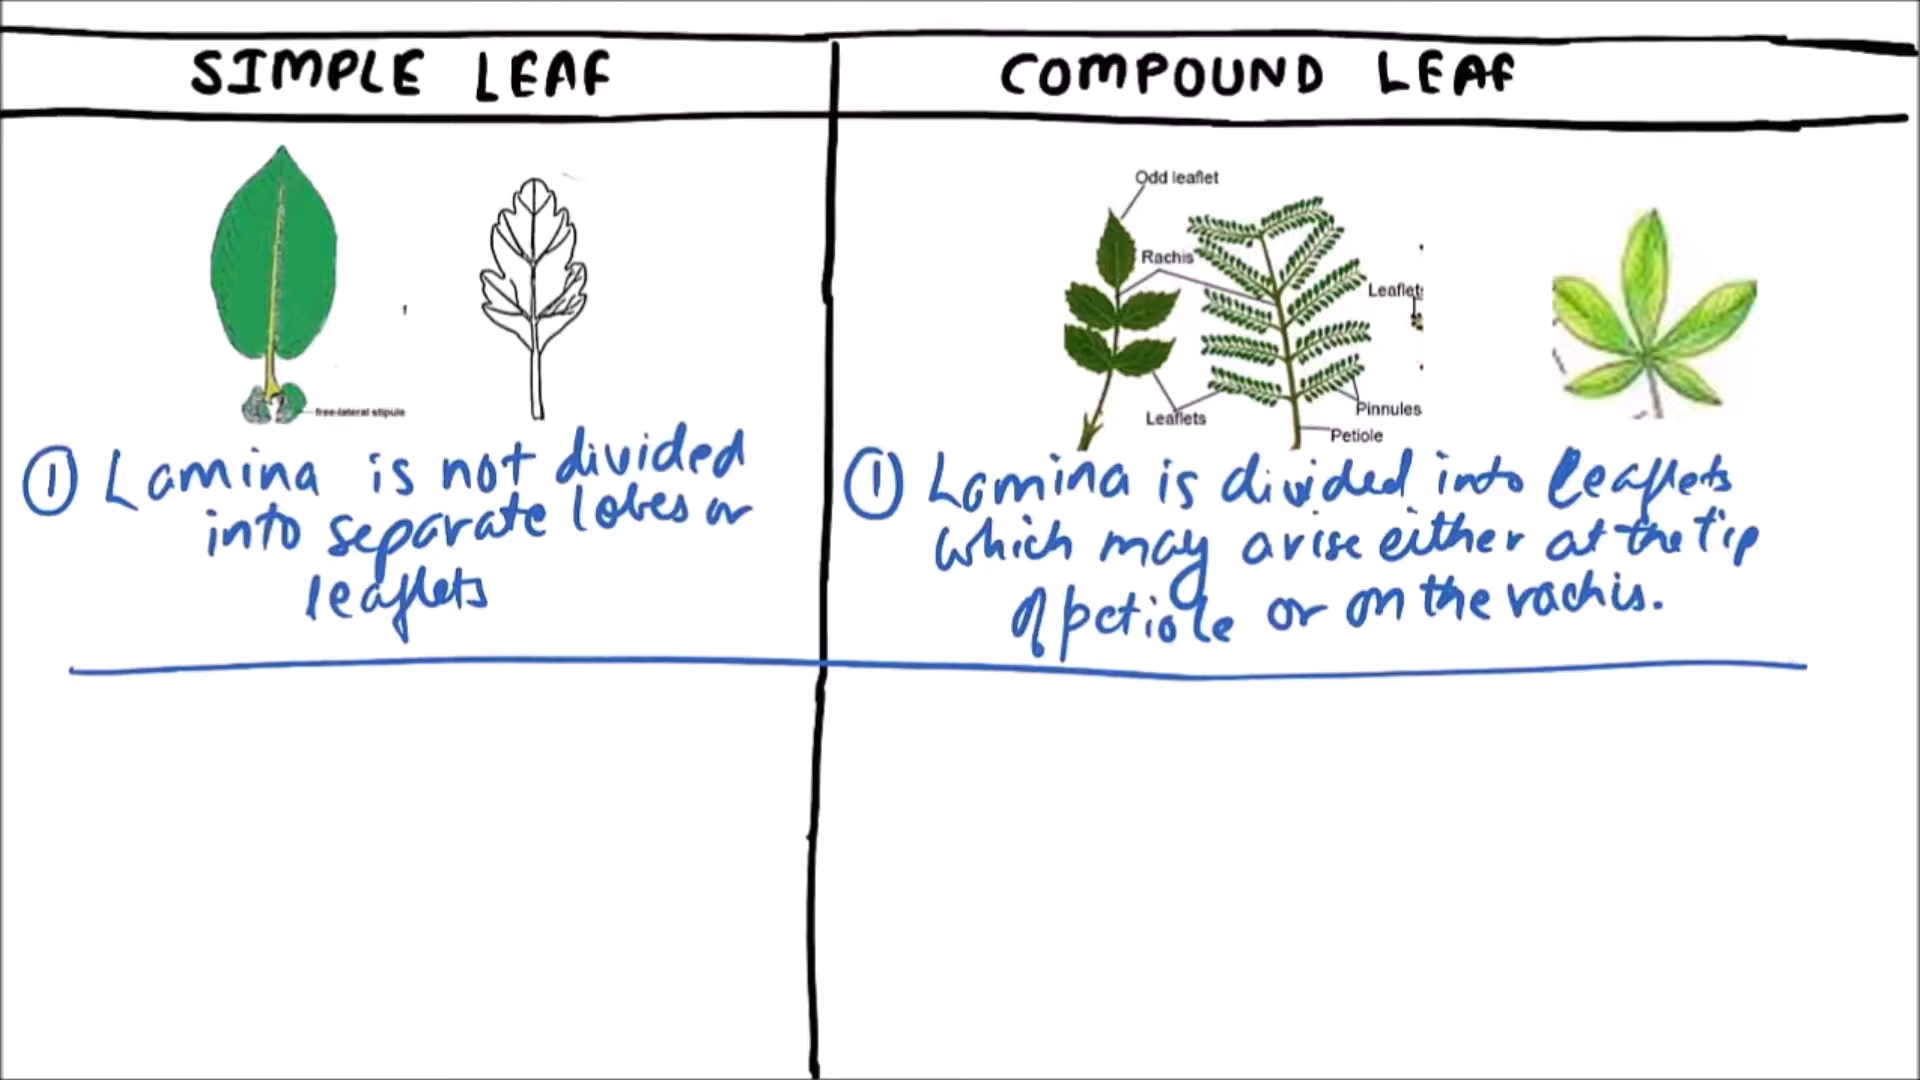 SIMPLE LEAF
COMPOUND LEAF
free-lateral stipule
Odd leaflet
Rachis
Leaflets
Leaflets
Pinnules
Petiole
① Lamina is not divided
into separate lobes or
leaflets
① Lamina is divided into leaflets
which may arise either at the tip
of petiole or on the rachis.